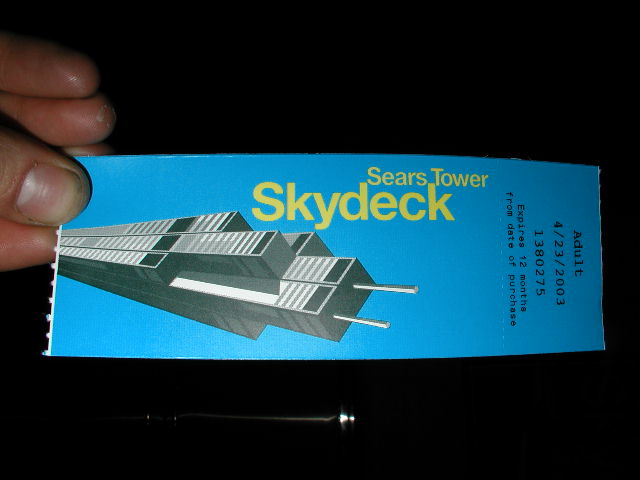 Sears Tower
Skydeck
Adult
4/23/2003
1380275
Expires 12 months
from date of purchase